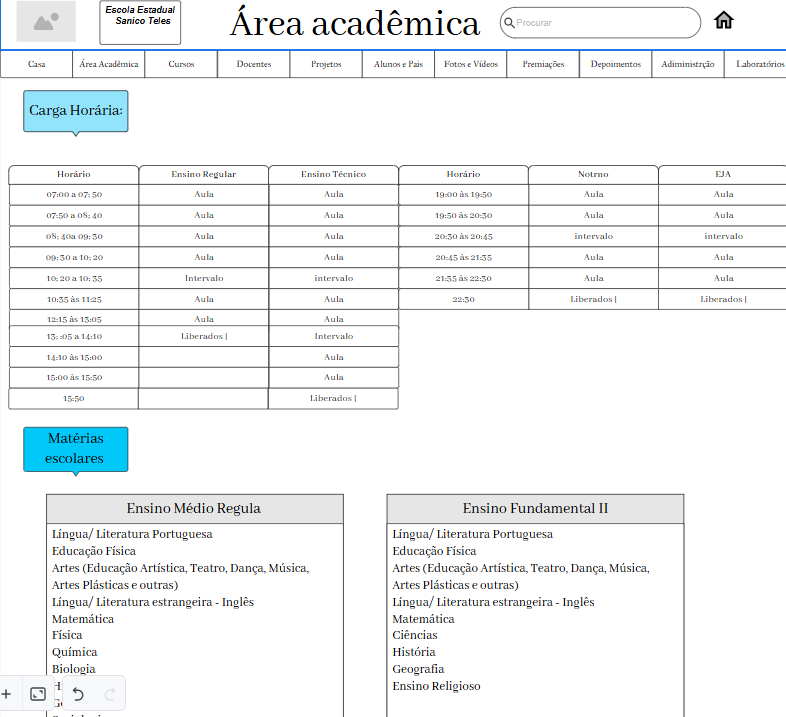 Escola Estadual
Sanico Teles
Área acadêmica
Procurar
Casa
Área Acadêmica
Cursos
Docentes
Projetos
Alunos e Pais
Fotos e Vídeos
Premiações
Depoimentos
Adiministrção
Laboratórios
Carga Horária:
Horário Ensino Regular Ensino Técnico Horário Notrno EJA
07:00 a 07; 50 Aula Aula 19:00 às 19:50 Aula Aula
07:50 a 08; 40 Aula Aula 19:50 às 20:30 Aula Aula
08; 40a 09; 30 Aula Aula 20:30 às 20:45 intervalo intervalo
09; 30 a 10; 20 Aula Aula 20:45 às 21:35 Aula Aula
10; 20 a 10; 35 Intervalo intervalo 21:35 às 22:30 Aula Aula
10:35 às 11:25 Aula Aula 22:30 Liberados | Liberados |
12:15 às 13:05 Aula Aula
13; :05 a 14:10 Liberados | Intervalo
14:10 às 15:00 Aula
15:00 às 15:50 Aula
15:50 Liberados |
Matérias
escolares
Ensino Médio Regula
Língua/ Literatura Portuguesa
Educação Física
Artes (Educação Artística, Teatro, Dança, Música,
Artes Plásticas e outras)
Língua/ Literatura estrangeira - Inglês
Matemática
Física
Química
Biologia
Ensino Fundamental II
Língua/ Literatura Portuguesa
Educação Física
Artes (Educação Artística, Teatro, Dança, Música,
Artes Plásticas e outras)
Língua/ Literatura estrangeira - Inglês
Matemática
Ciências
História
Geografia
Ensino Religioso